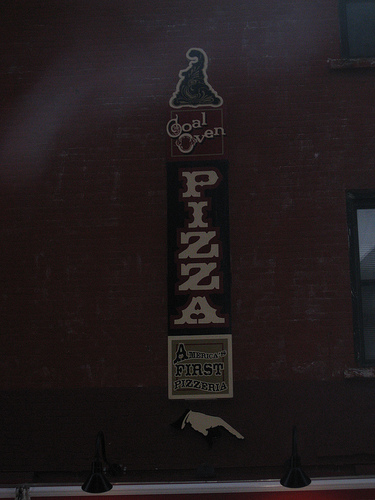 Coal
Oven
PIZZA
AMERICA'S
FIRST
PIZZERIA